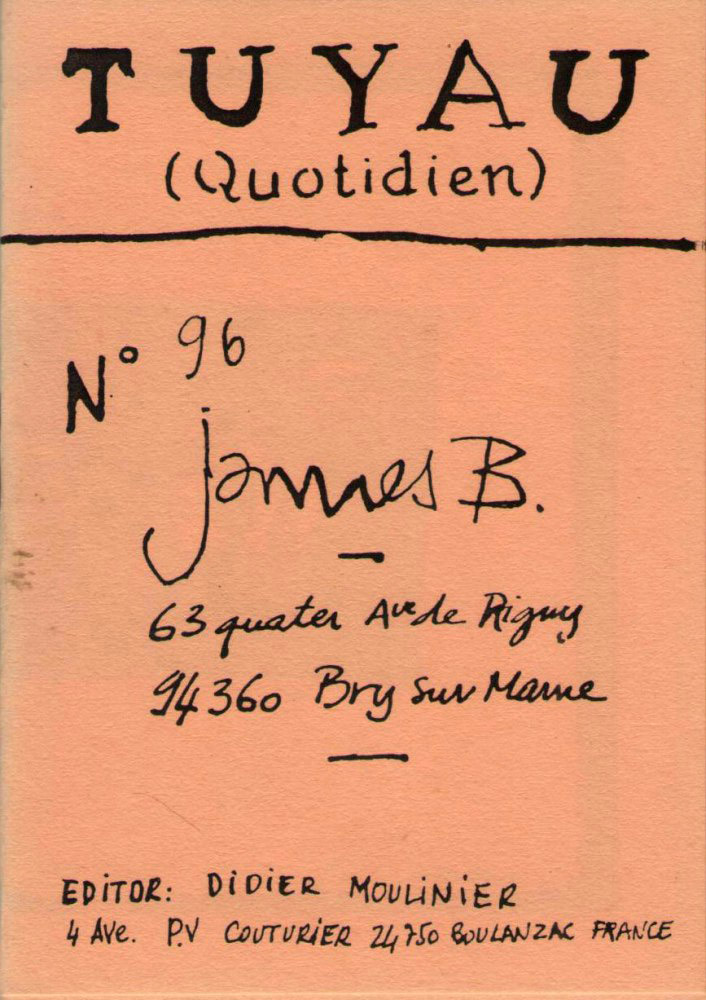 TUYAU
(Quotidien)
N° 96
James B.
63 quater Ave de Rigny
94360 Bry sur Marne
EDITOR: DIDIER MOULINIER
4 Ave. P.V COUTURIER 24750 BOULANZAC FRANCE